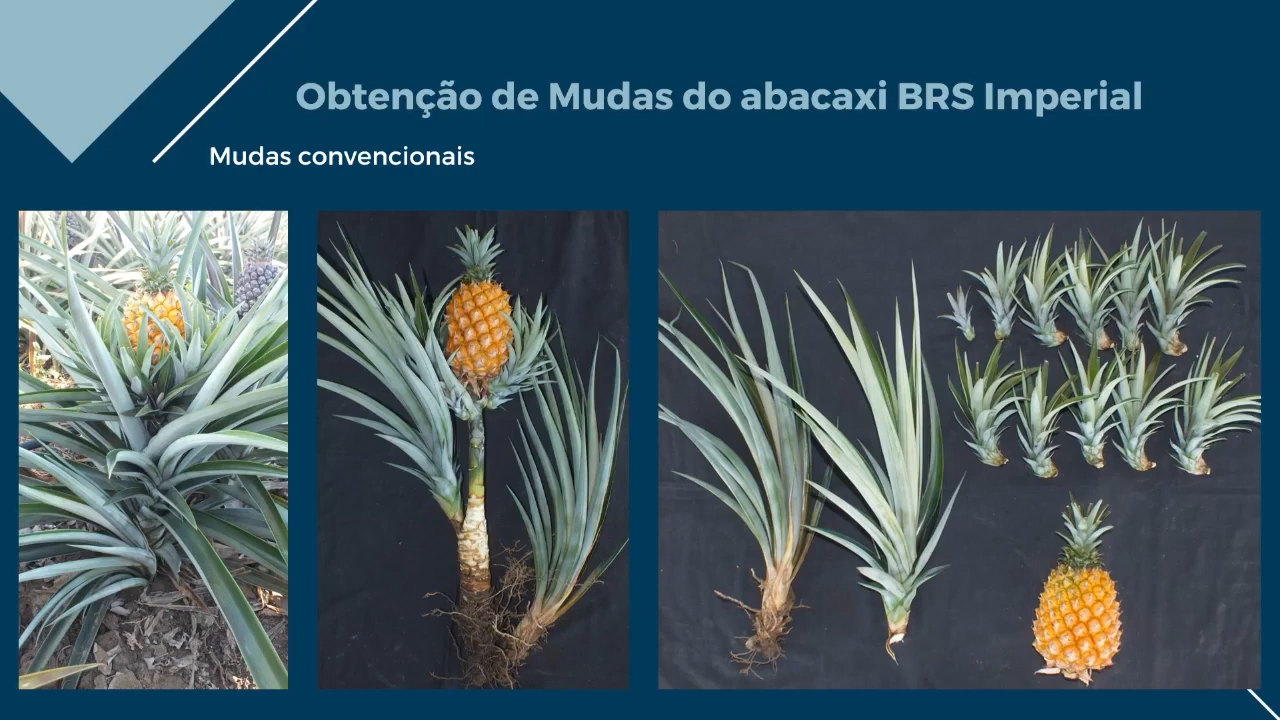 Obtenção de Mudas do abacaxi BRS Imperial
Mudas convencionais